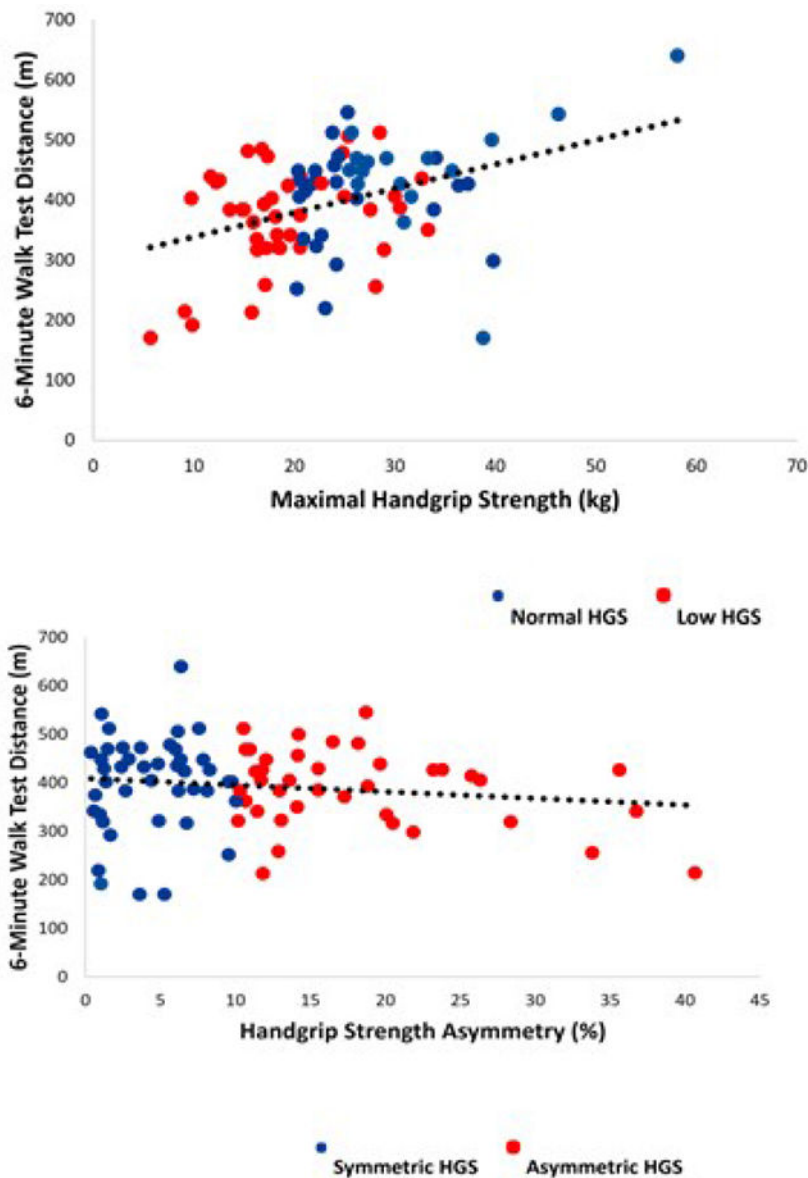 700
600
500
400
300
200
100
0
6-Minute Walk Test Distance (m)
0 10 20 30 40 50 60 70
Maximal Handgrip Strength (kg)
Normal HGS Low HGS
700
600
500
400
300
200
100
0
6-Minute Walk Test Distance (m)
0 5 10 15 20 25 30 35 40 45
Handgrip Strength Asymmetry (%)
Symmetric HGS Asymmetric HGS